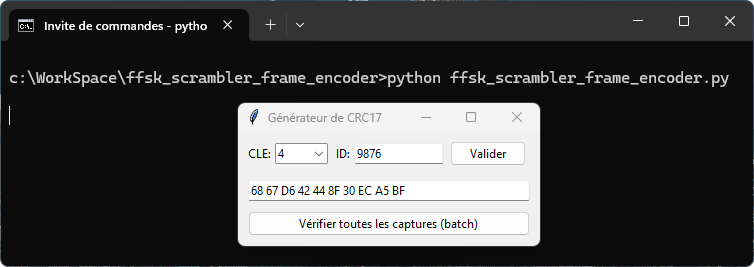 Invite de commandes - pytho
c:\WorkSpace\ffsk_scrambler_frame_encoder>python ffsk_scrambler_frame_encoder.py
Générateur de CRC17
CLE: 4 ID: 9876 Valider
68 67 D6 42 44 8F 30 EC A5 BF
Vérifier toutes les captures (batch)